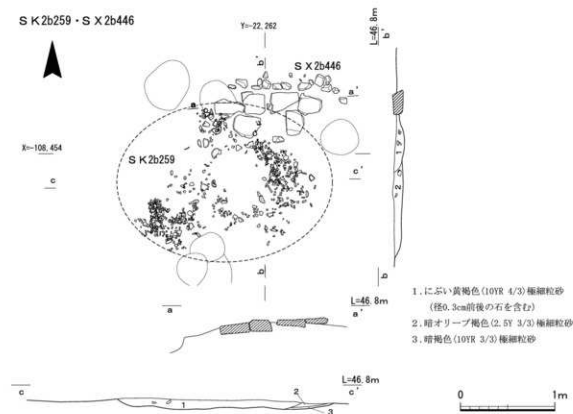 SK2b259・SX2b446
Y=-22,262
L=46.8m
b'
b'
SX2b446
a
a'
X=-108,454
SK2b259
c
c'
1
2
b
b
a
L=46.8m
a'
1.にぶい黄褐色(10YR 4/3)極細粒砂
(径0.3cm前後の石を含む)
2.暗オリーブ褐色(2.5Y 3/3)極細粒砂
3.暗褐色(10YR 3/3)極細粒砂
c
1
2
3
c'
L=46.8m
0
1m